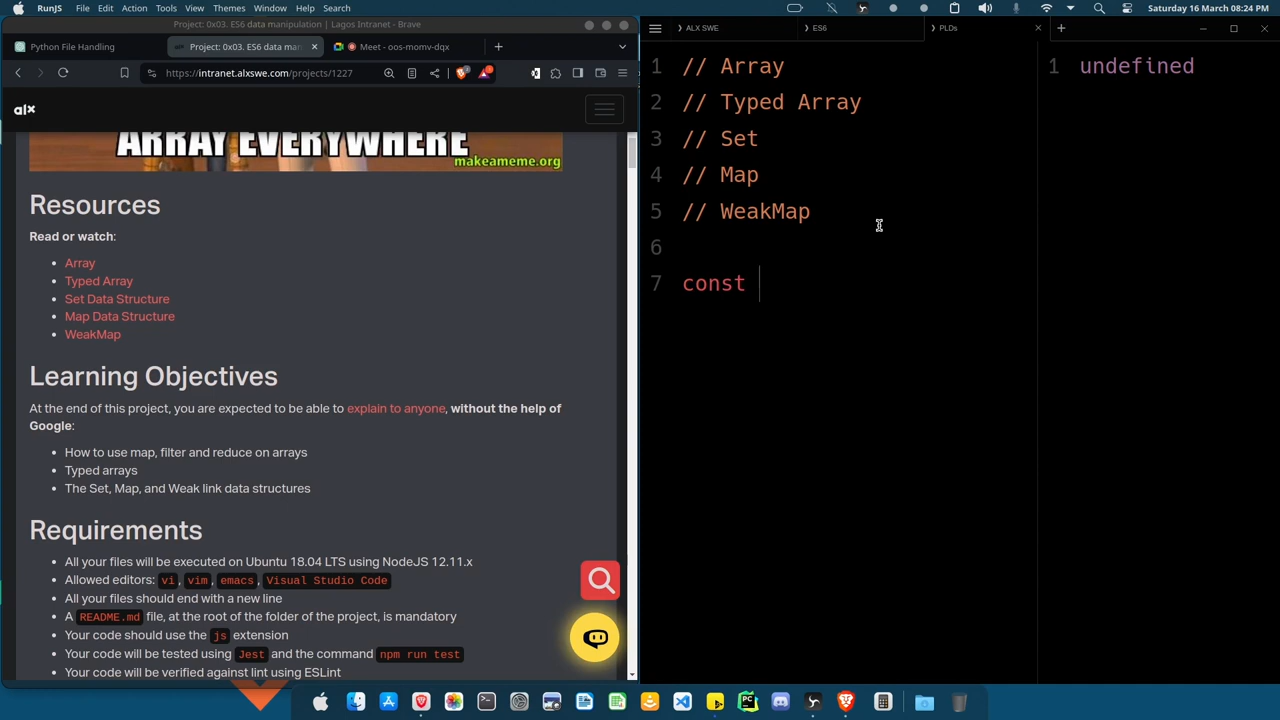 RunJS File Edit Action Tools View Themes Window Help Search
Saturday 16 March 08:24 PM
Project: 0x03. ES6 data manipulation | Lagos Intranet - Brave
Python File Handling
Project: 0x03. ES6 data man
Meet - oos-momv-dqx
https://intranet.alxswe.com/projects/1227
alx
ARRAY EVERYWHERE
makeameme.org
Resources
Read or watch:
Array
Typed Array
Set Data Structure
Map Data Structure
WeakMap
Learning Objectives
At the end of this project, you are expected to be able to explain to anyone, without the help of
Google:
How to use map, filter and reduce on arrays
Typed arrays
The Set, Map, and Weak link data structures
Requirements
All your files will be executed on Ubuntu 18.04 LTS using NodeJS 12.11.x
Allowed editors: vi, vim, emacs, Visual Studio Code
All your files should end with a new line
A README.md file, at the root of the folder of the project, is mandatory
Your code should use the js extension
Your code will be tested using Jest and the command npm run test
Your code will be verified against lint using ESLint
ALX SWE
ES6
PLDs
1 // Array
2 // Typed Array
3 // Set
4 // Map
5 // WeakMap
6
7 const
1 undefined